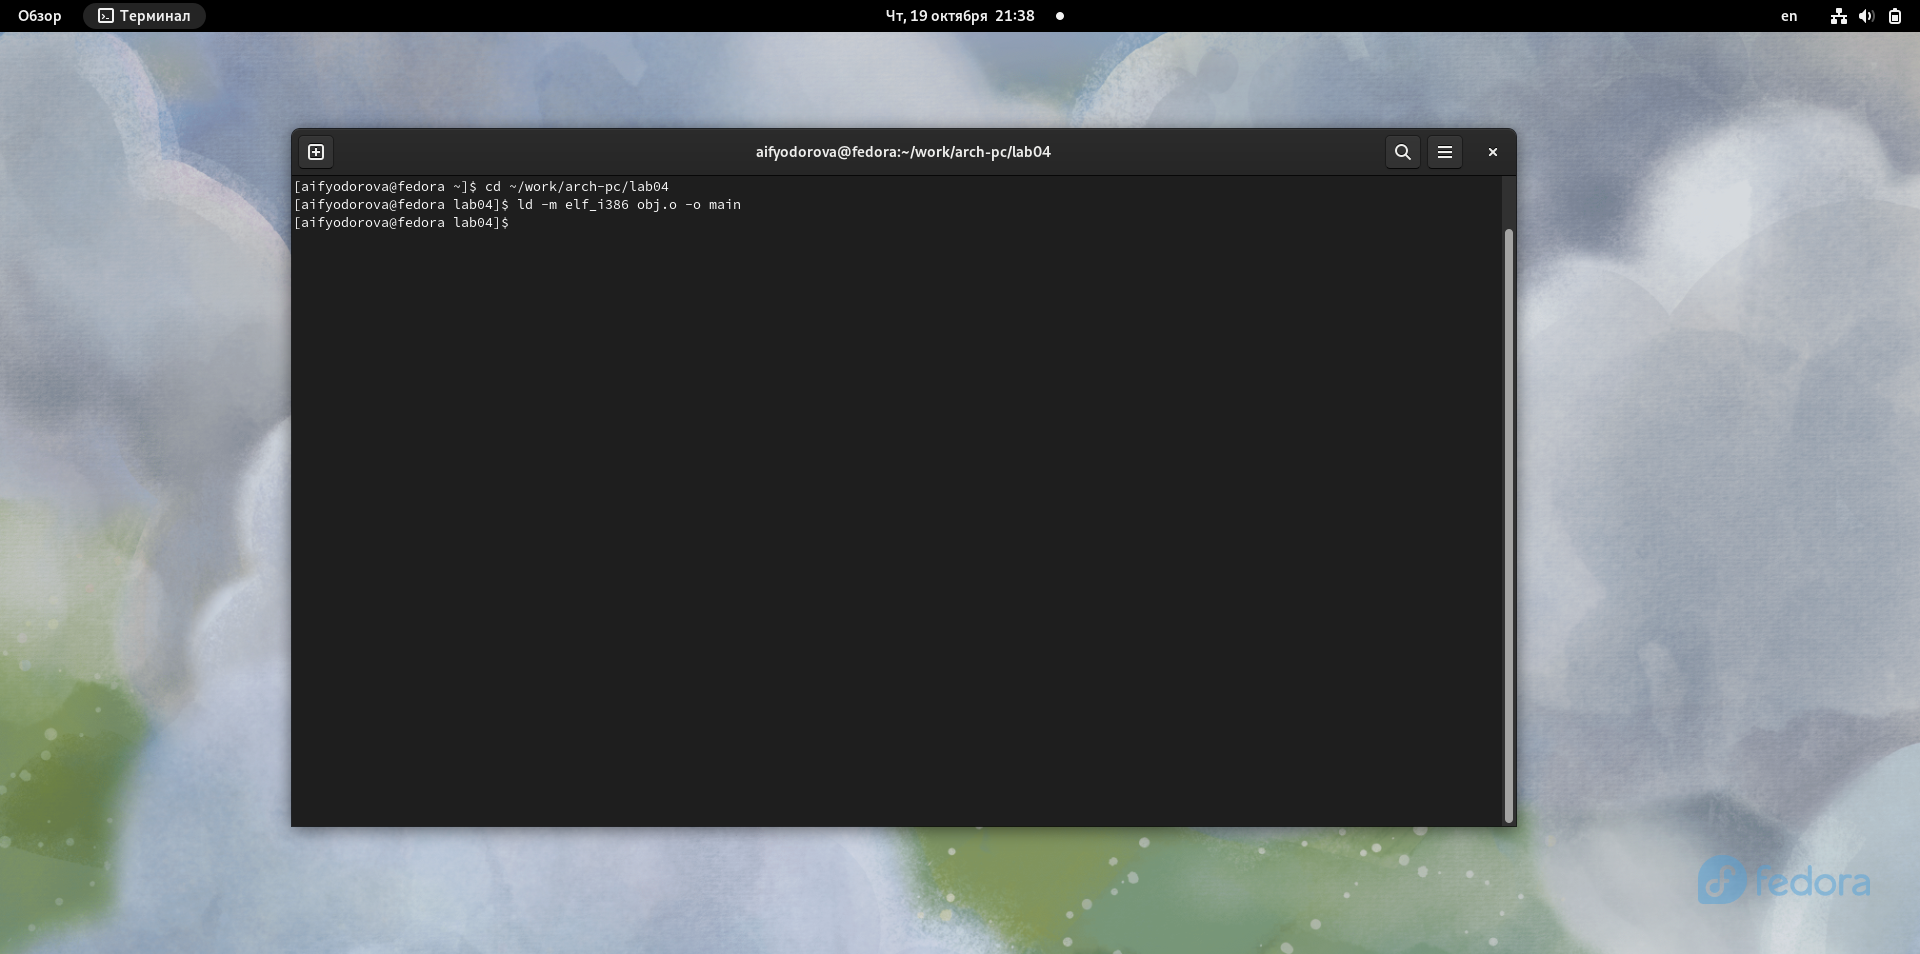 Обзор Терминал Чт, 19 октября 21:38 en
aifyodorova@fedora:~/work/arch-pc/lab04
[aifyodorova@fedora ~]$ cd ~/work/arch-pc/lab04
[aifyodorova@fedora lab04]$ ld -m elf_i386 obj.o -o main
[aifyodorova@fedora lab04]$
fedora